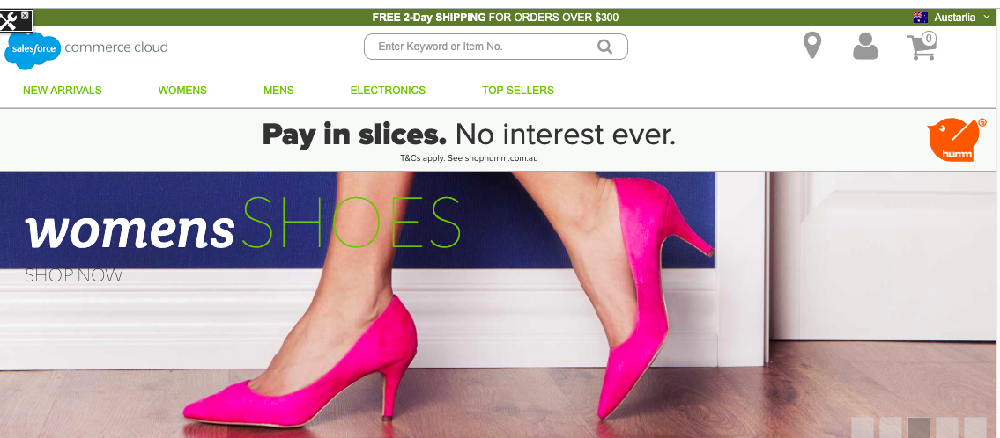 FREE 2-Day SHIPPING FOR ORDERS OVER $300
Austarlia
salesforce commerce cloud
Enter Keyword or Item No.
0
NEW ARRIVALS WOMENS MENS ELECTRONICS TOP SELLERS
Pay in slices. No interest ever.
T&Cs apply. See shophumm.com.au
humm
womens SHOES
SHOP NOW